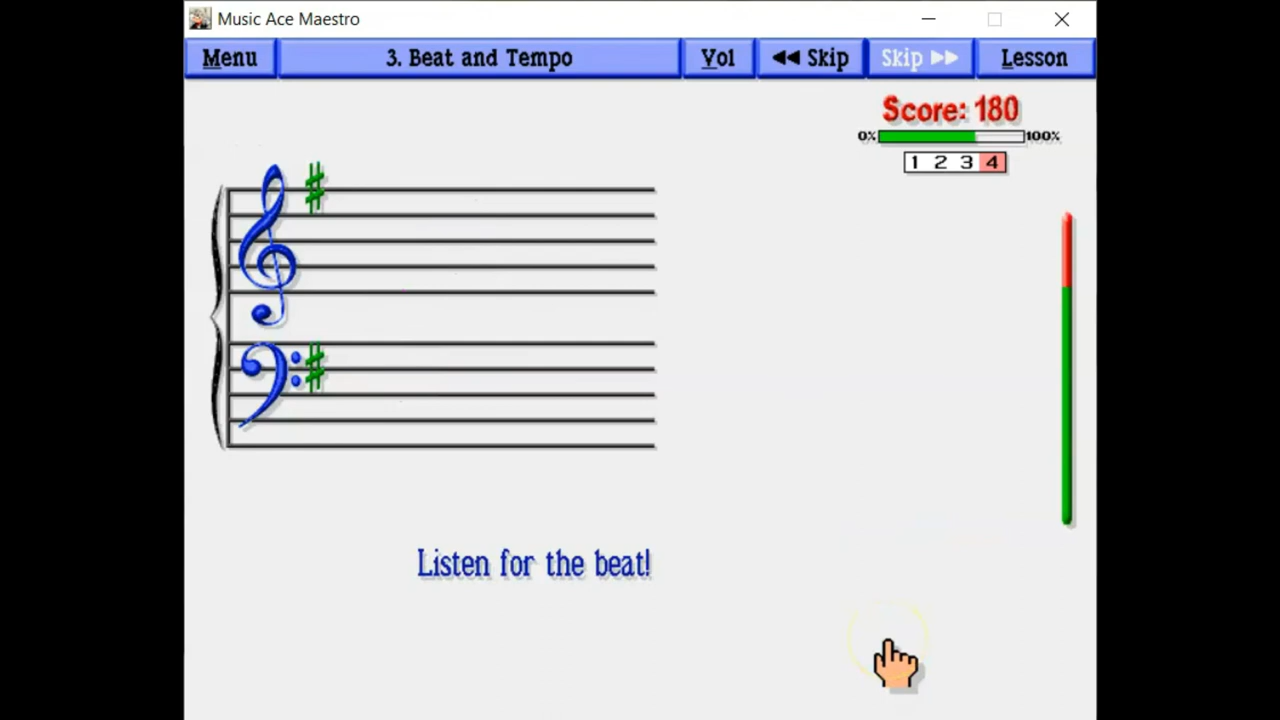 Music Ace Maestro
Menu 3. Beat and Tempo Vol ◄◄ Skip Skip ►► Lesson
Score: 180
0% 100%
1 2 3 4
Listen for the beat!